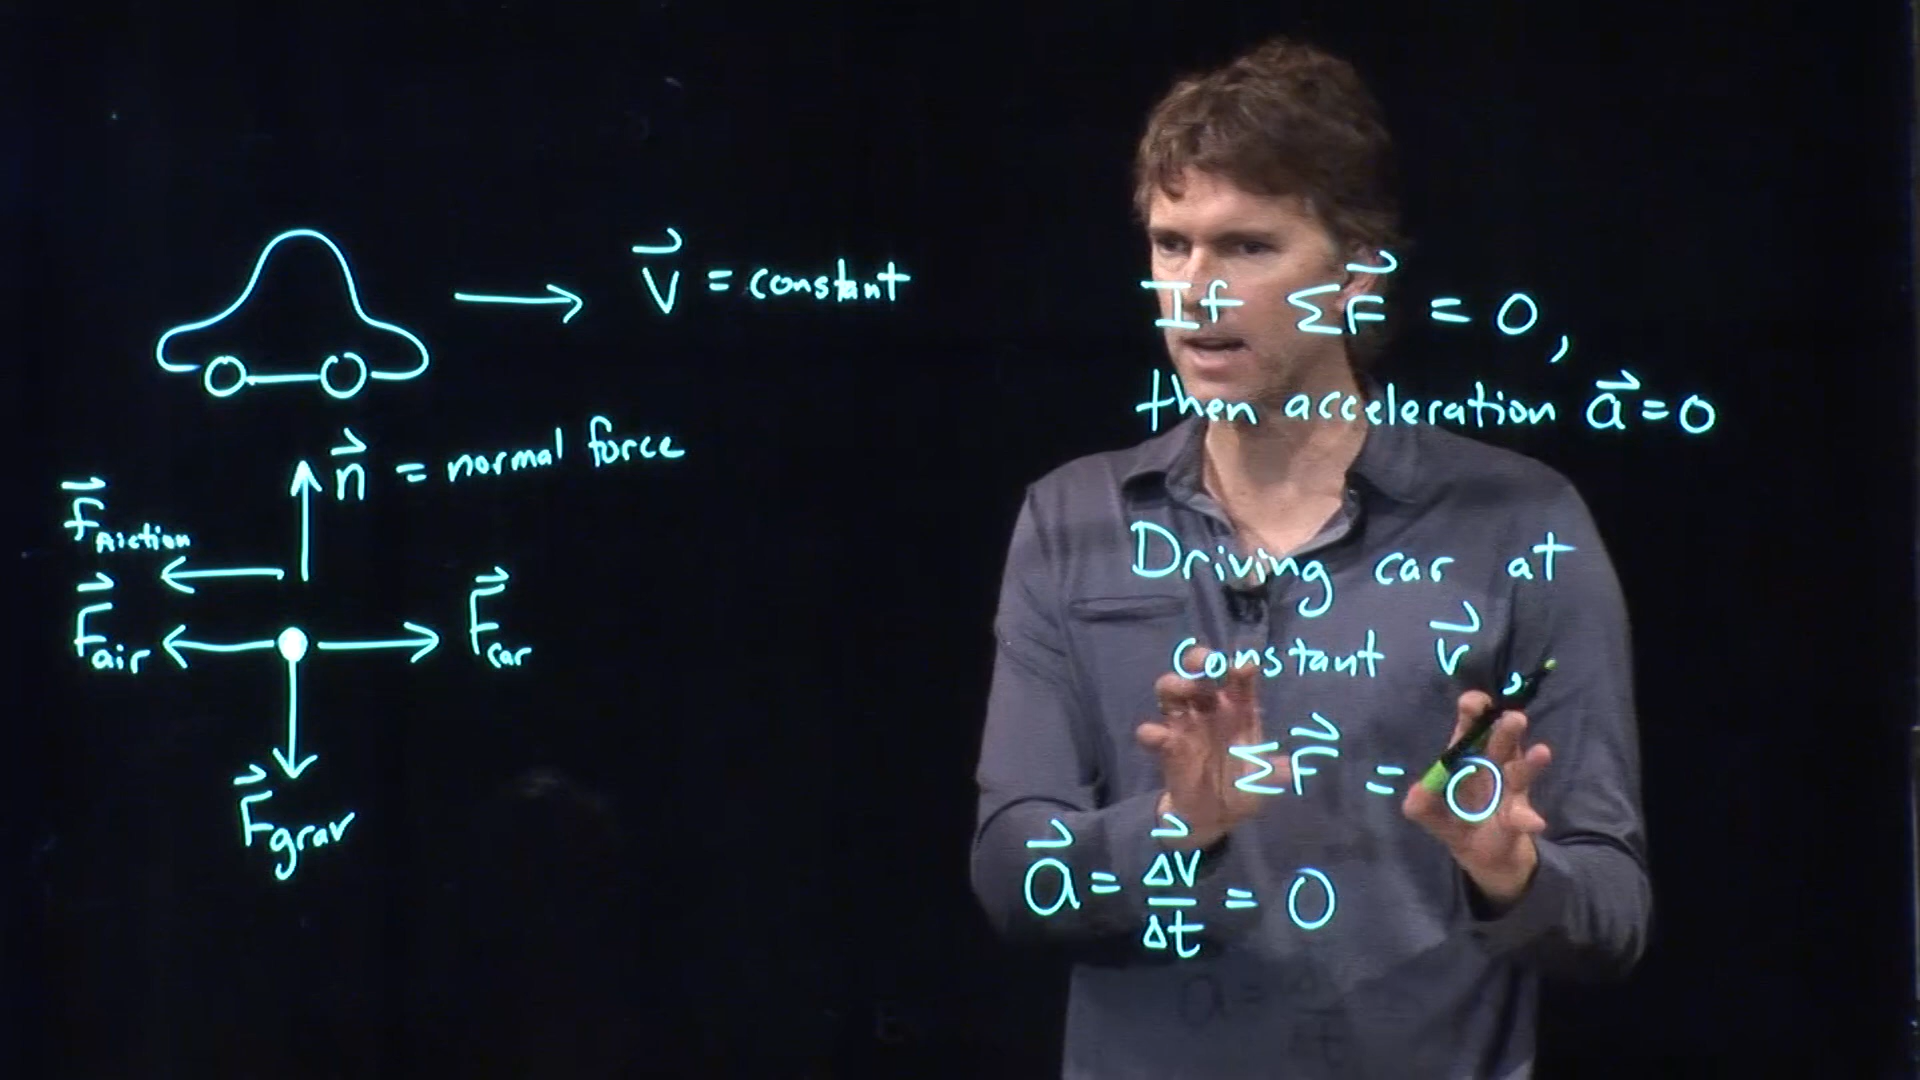 v⃗ = constant
n⃗ = normal force
f⃗ friction
F⃗ air
F⃗ car
F⃗ grav
If ΣF⃗ = 0,
then acceleration a⃗ = 0
Driving car at
constant v⃗,
ΣF⃗ = 0
a⃗ = Δv⃗/Δt = 0